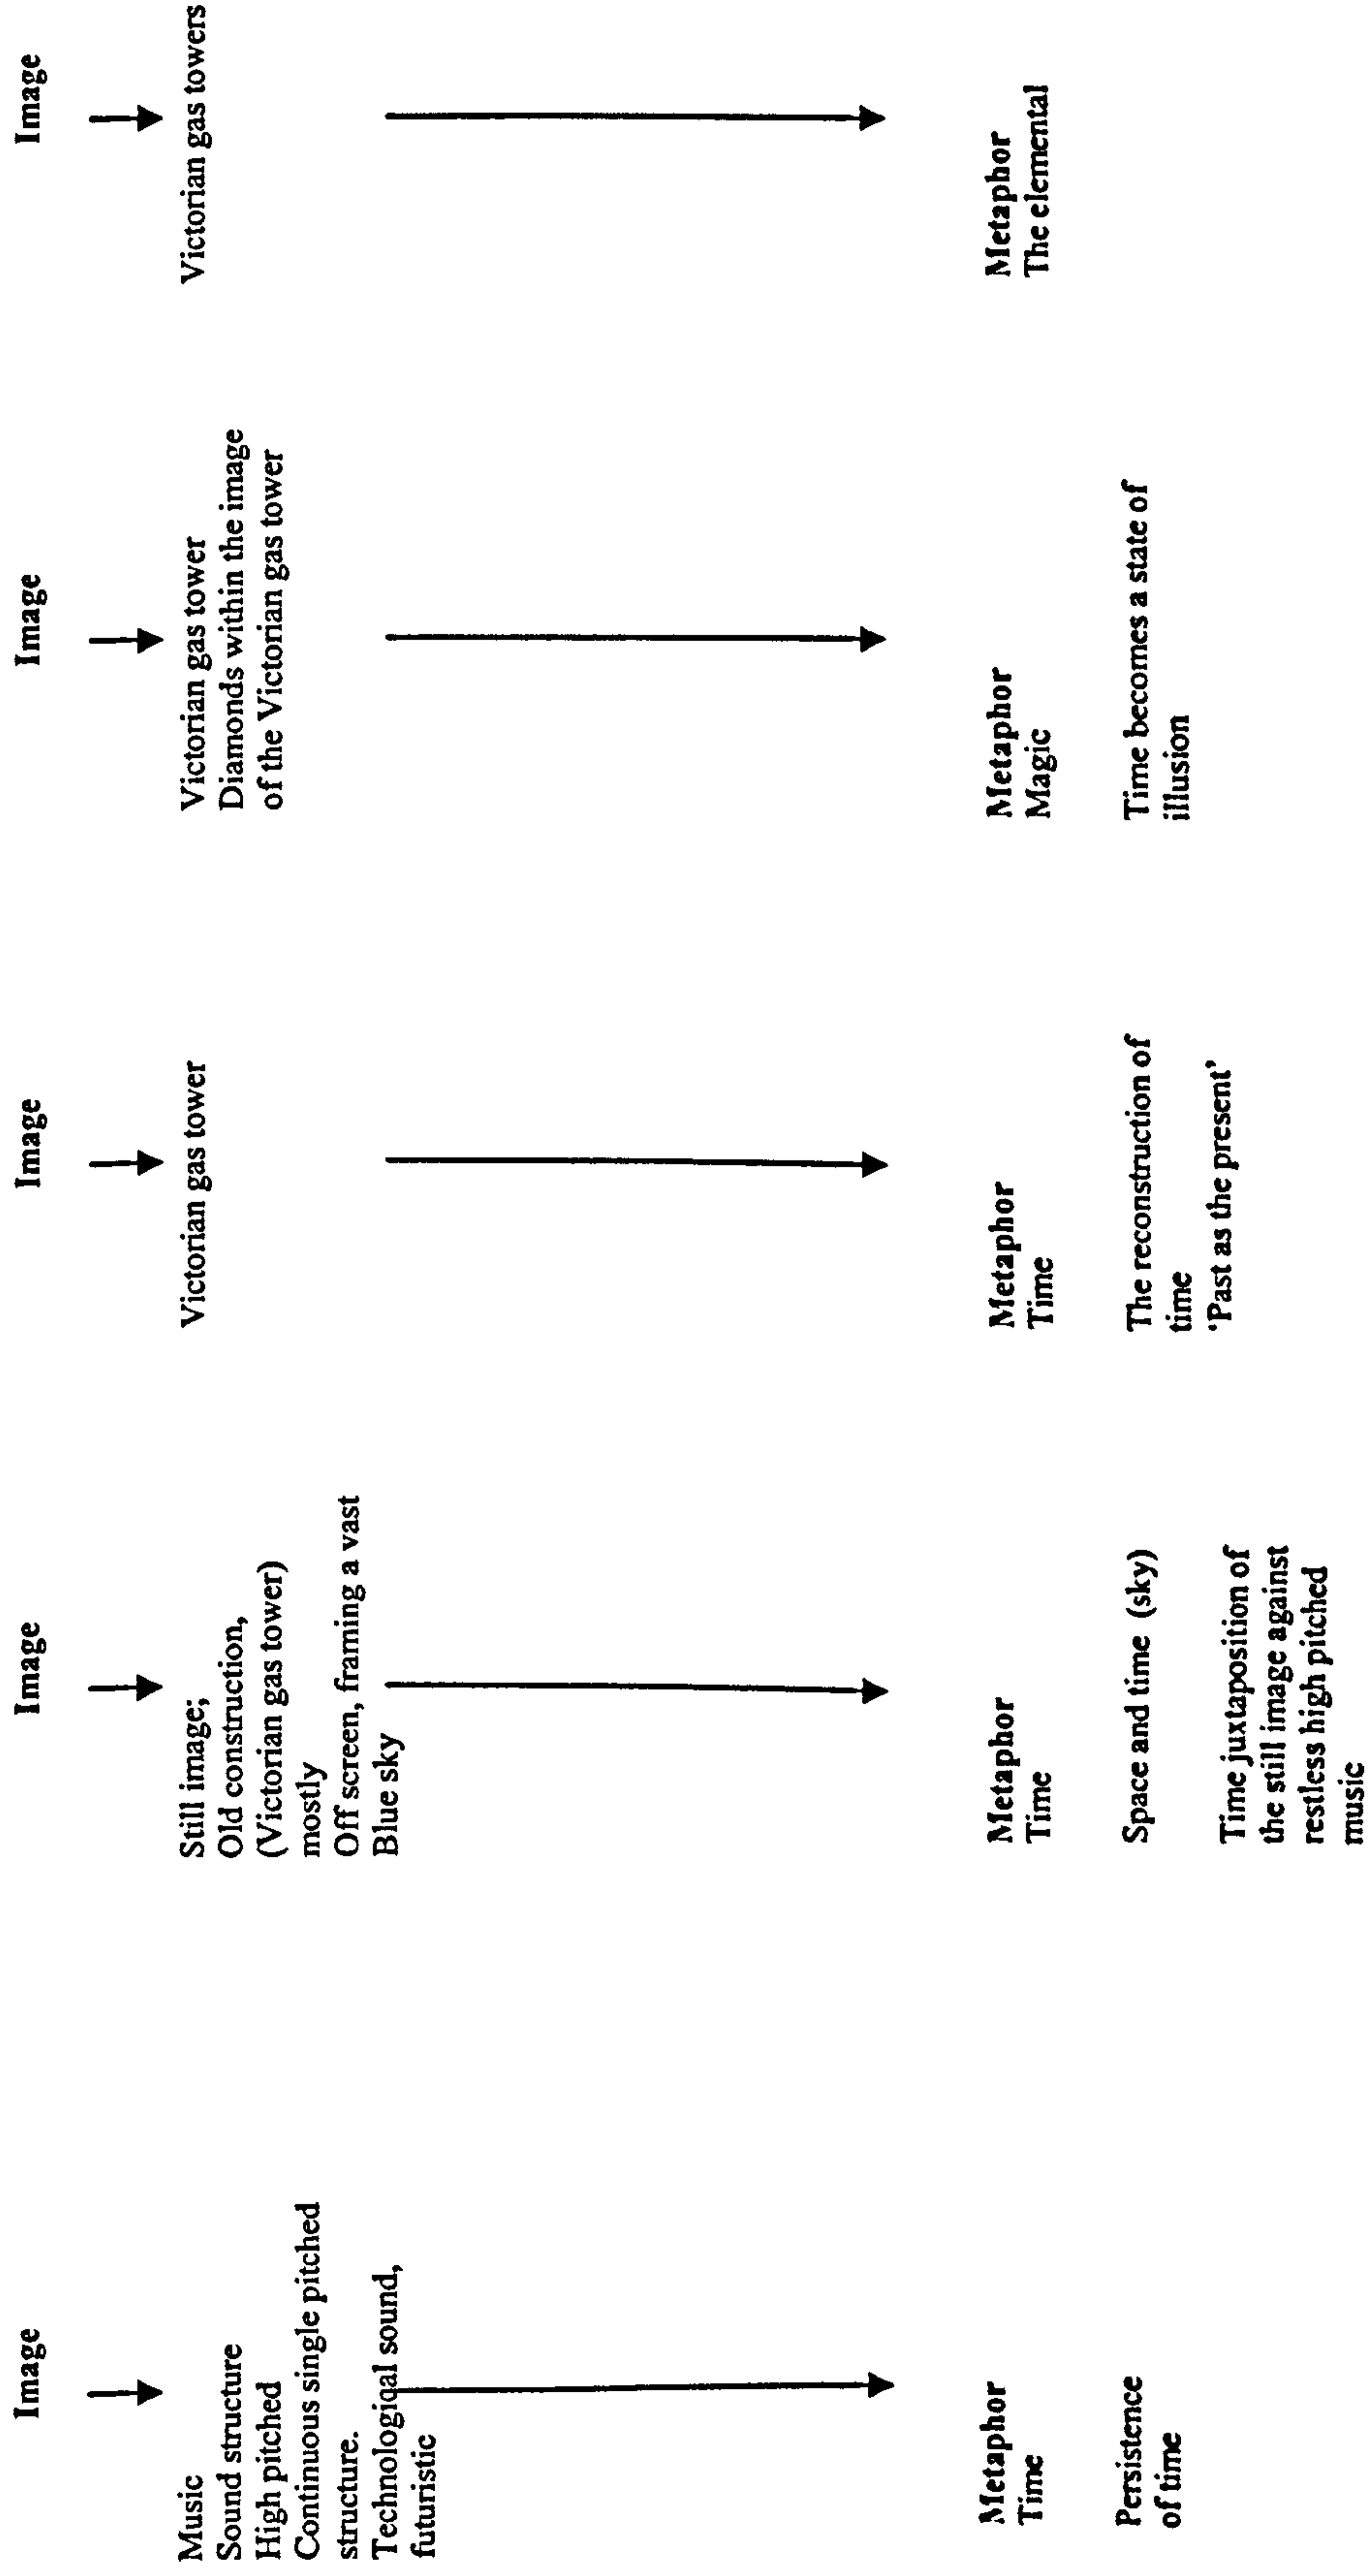 Image
Music
Sound structure
High pitched
Continuous single pitched
structure.
Technological sound,
futuristic
Metaphor
Time
Persistence
of time
Image
Still image;
Old construction,
(Victorian gas tower)
mostly
Off screen, framing a vast
Blue sky
Metaphor
Time
Space and time (sky)
Time juxtaposition of
the still image against
restless high pitched
music
Image
Victorian gas tower
Metaphor
Time
The reconstruction of
time
‘Past as the present’
Image
Victorian gas tower
Diamonds within the image
of the Victorian gas tower
Metaphor
Magic
Time becomes a state of
illusion
Image
Victorian gas towers
Metaphor
The elemental